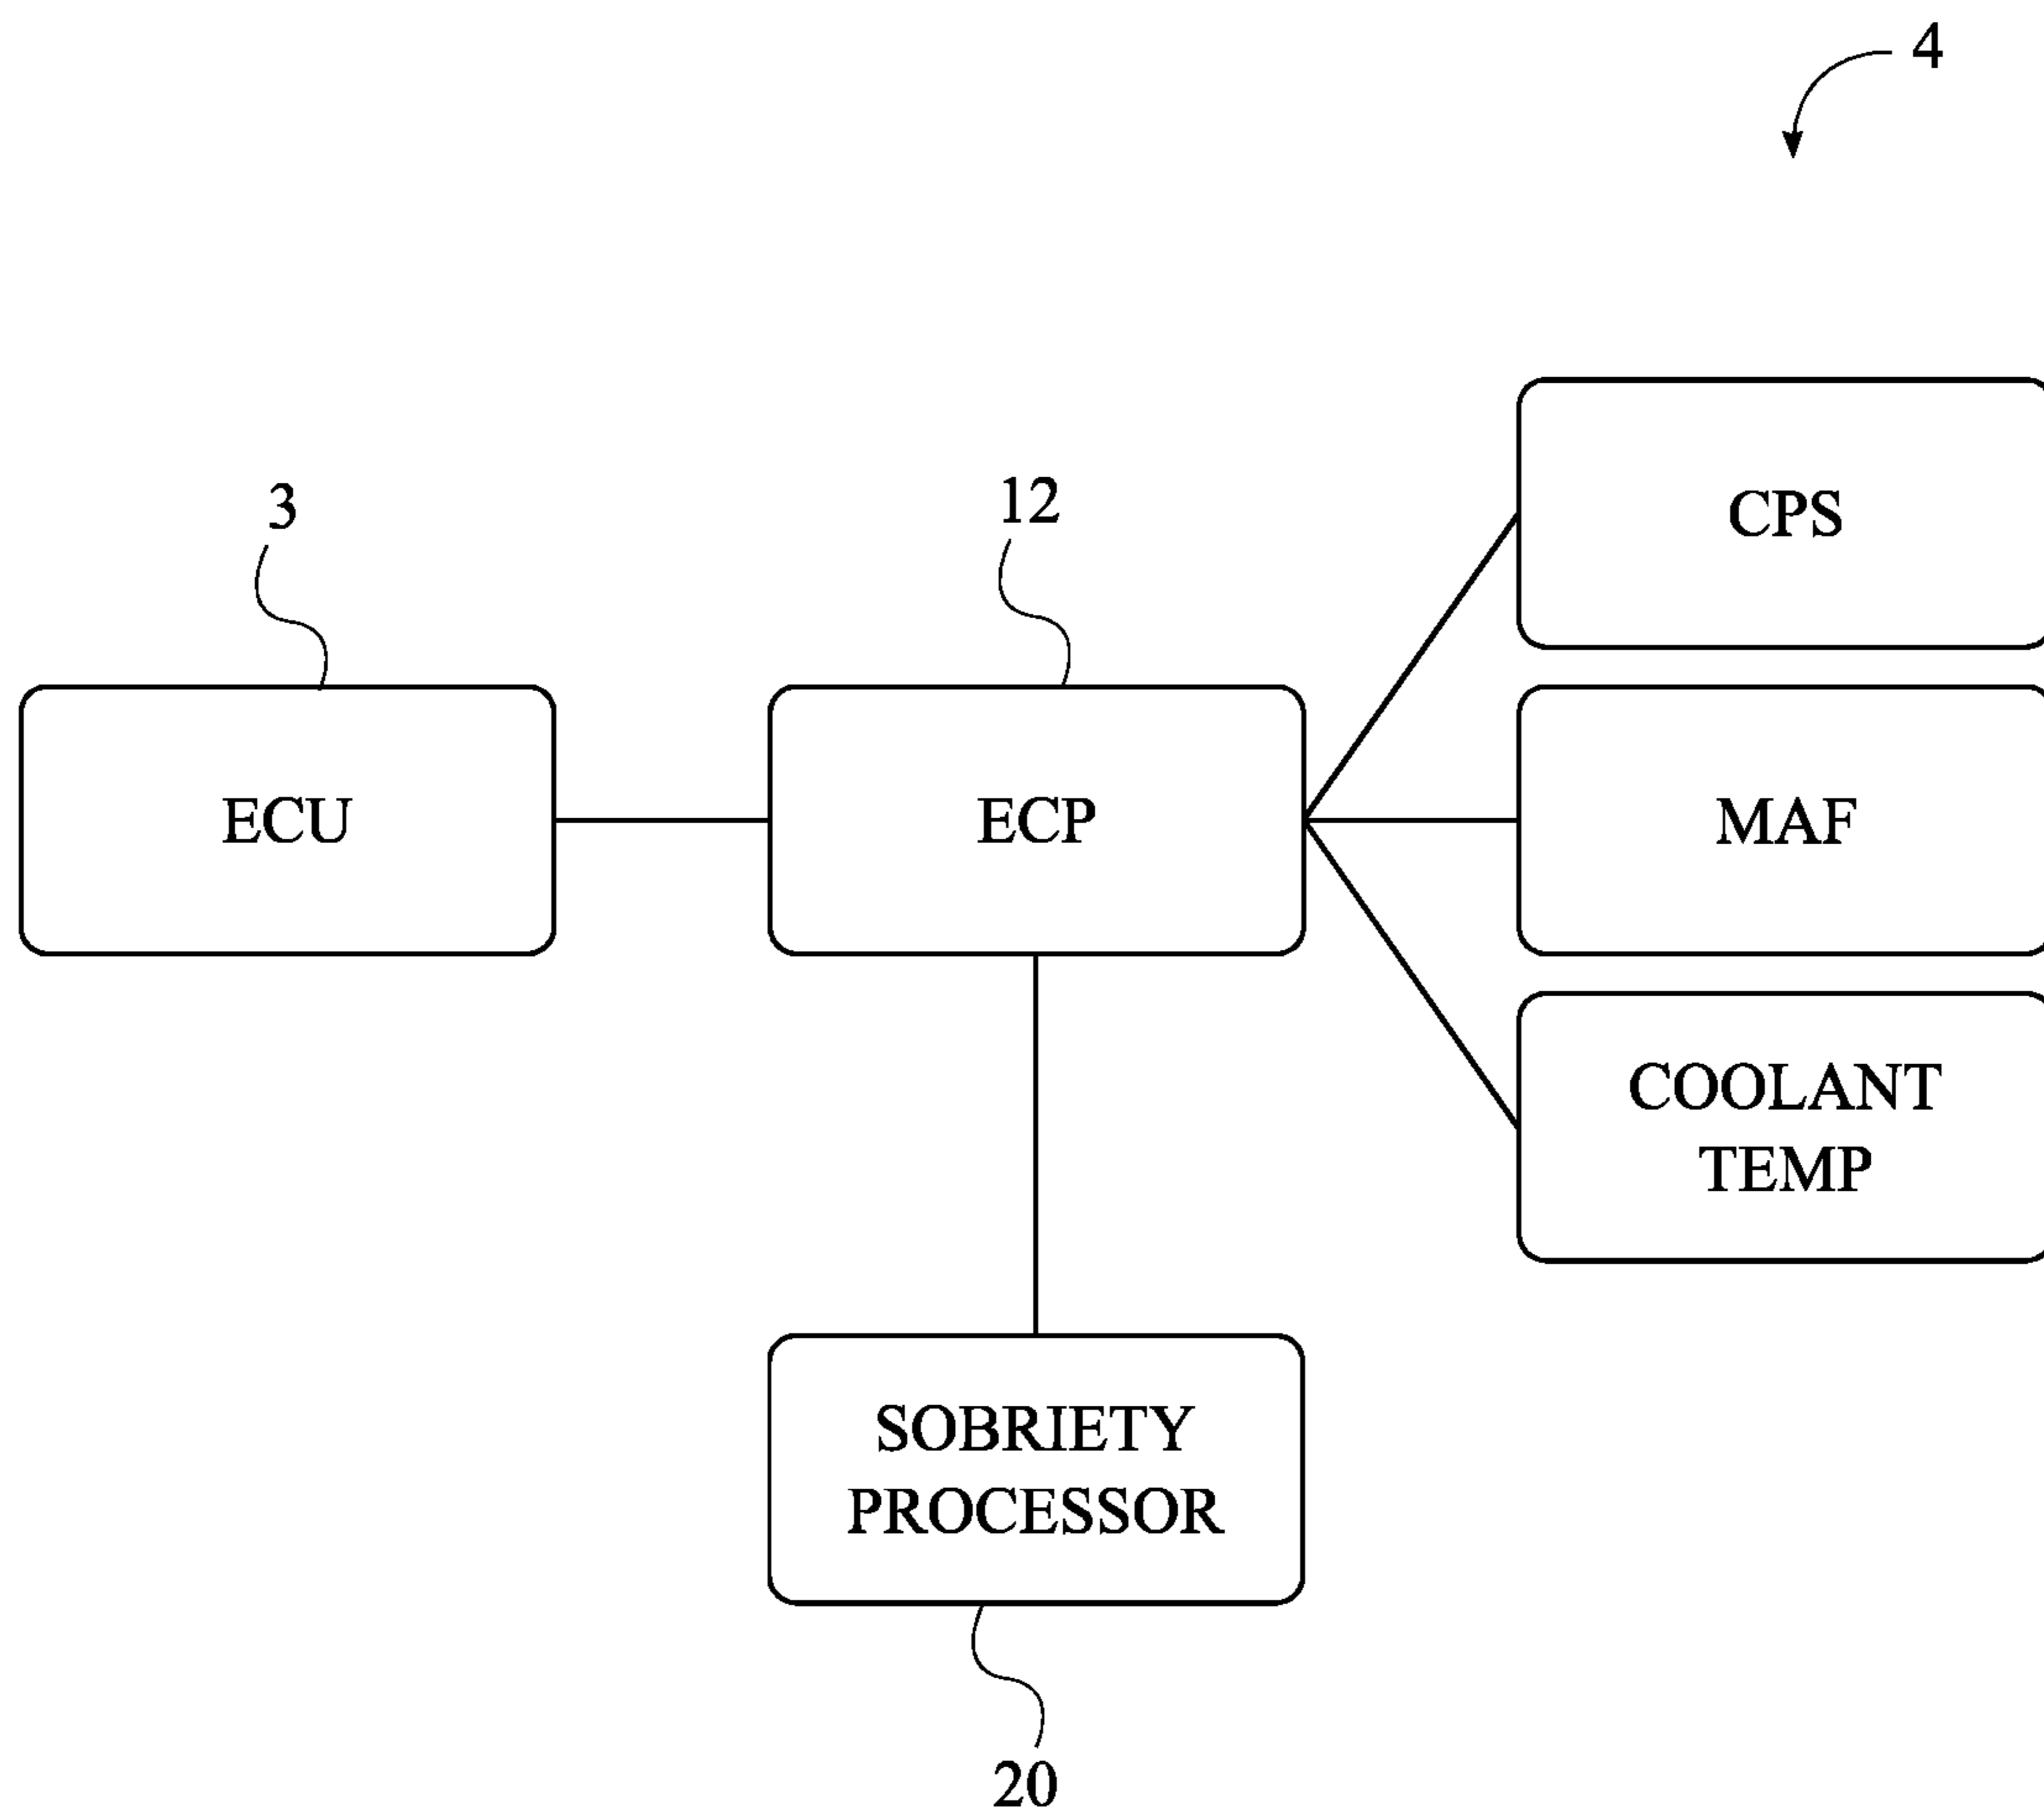 4
3
12
CPS
ECU
ECP
MAF
COOLANT
TEMP
SOBRIETY
PROCESSOR
20